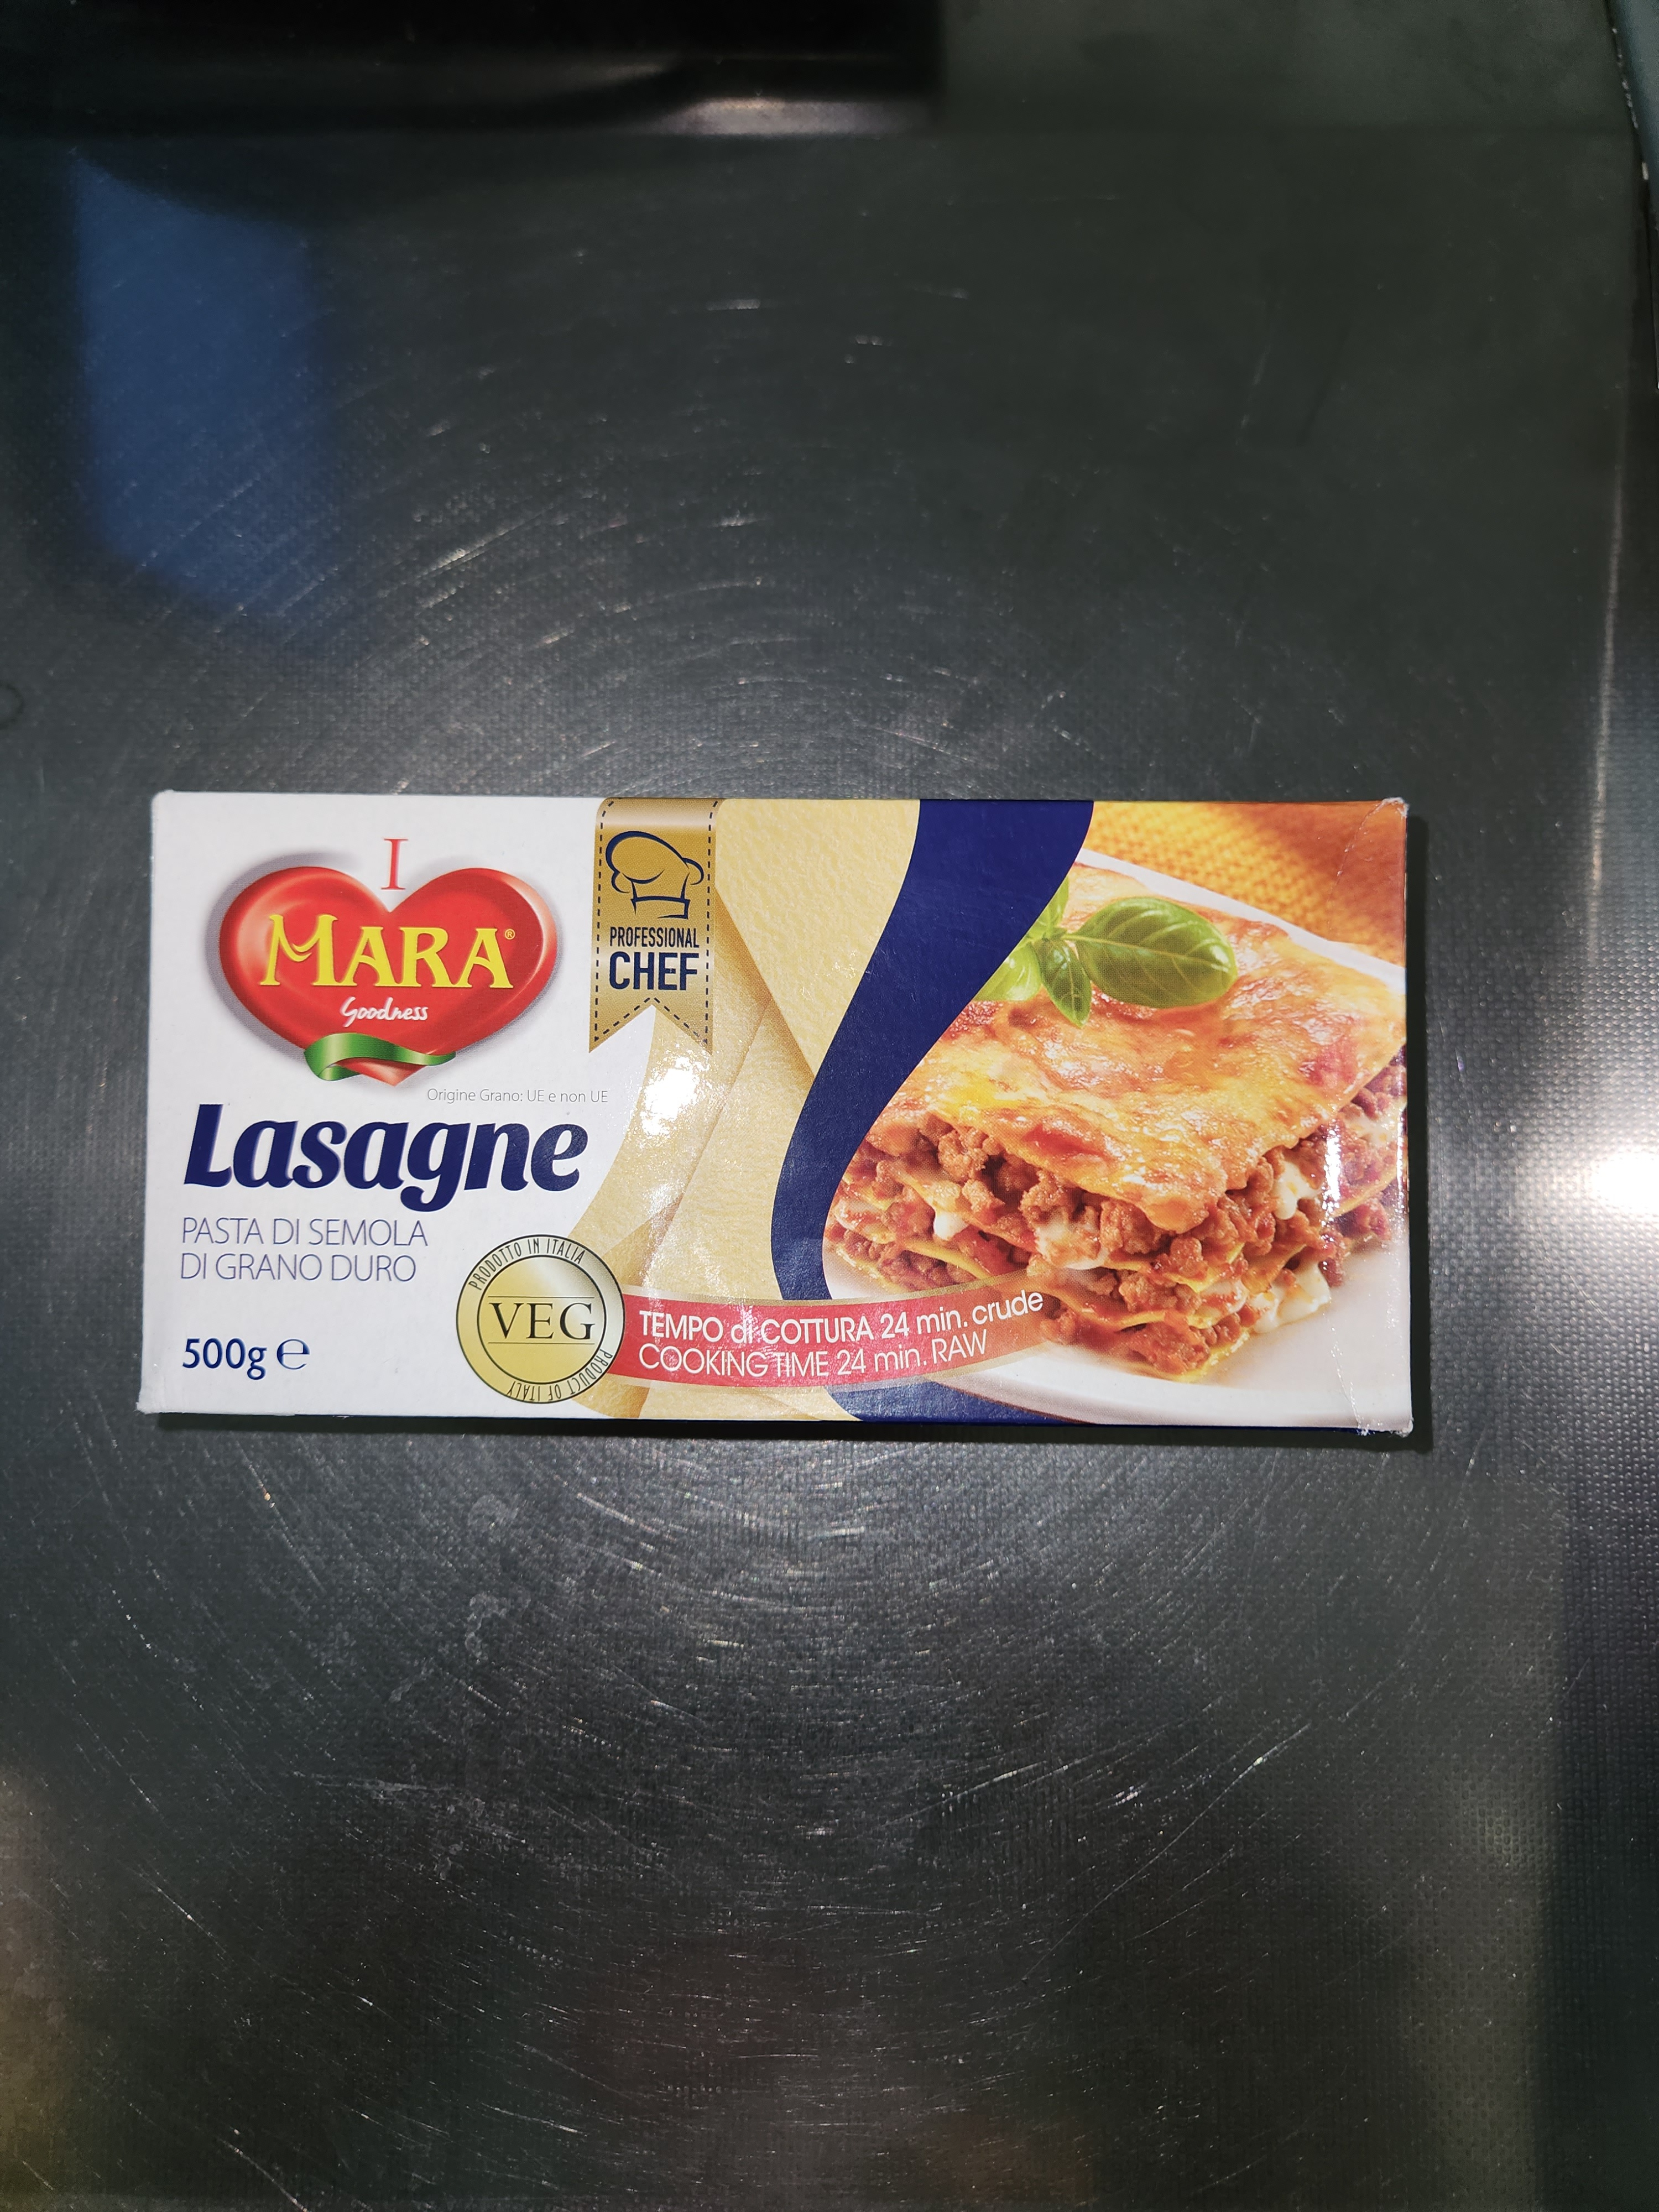 I
MARA®
Goodness
PROFESSIONAL
CHEF
Origine Grano: UE e non UE
Lasagne
PASTA DI SEMOLA
DI GRANO DURO
500g ℮
PRODOTTO IN ITALIA
VEG
PRODUCT OF ITALY
TEMPO di COTTURA 24 min. crude
COOKING TIME 24 min. RAW